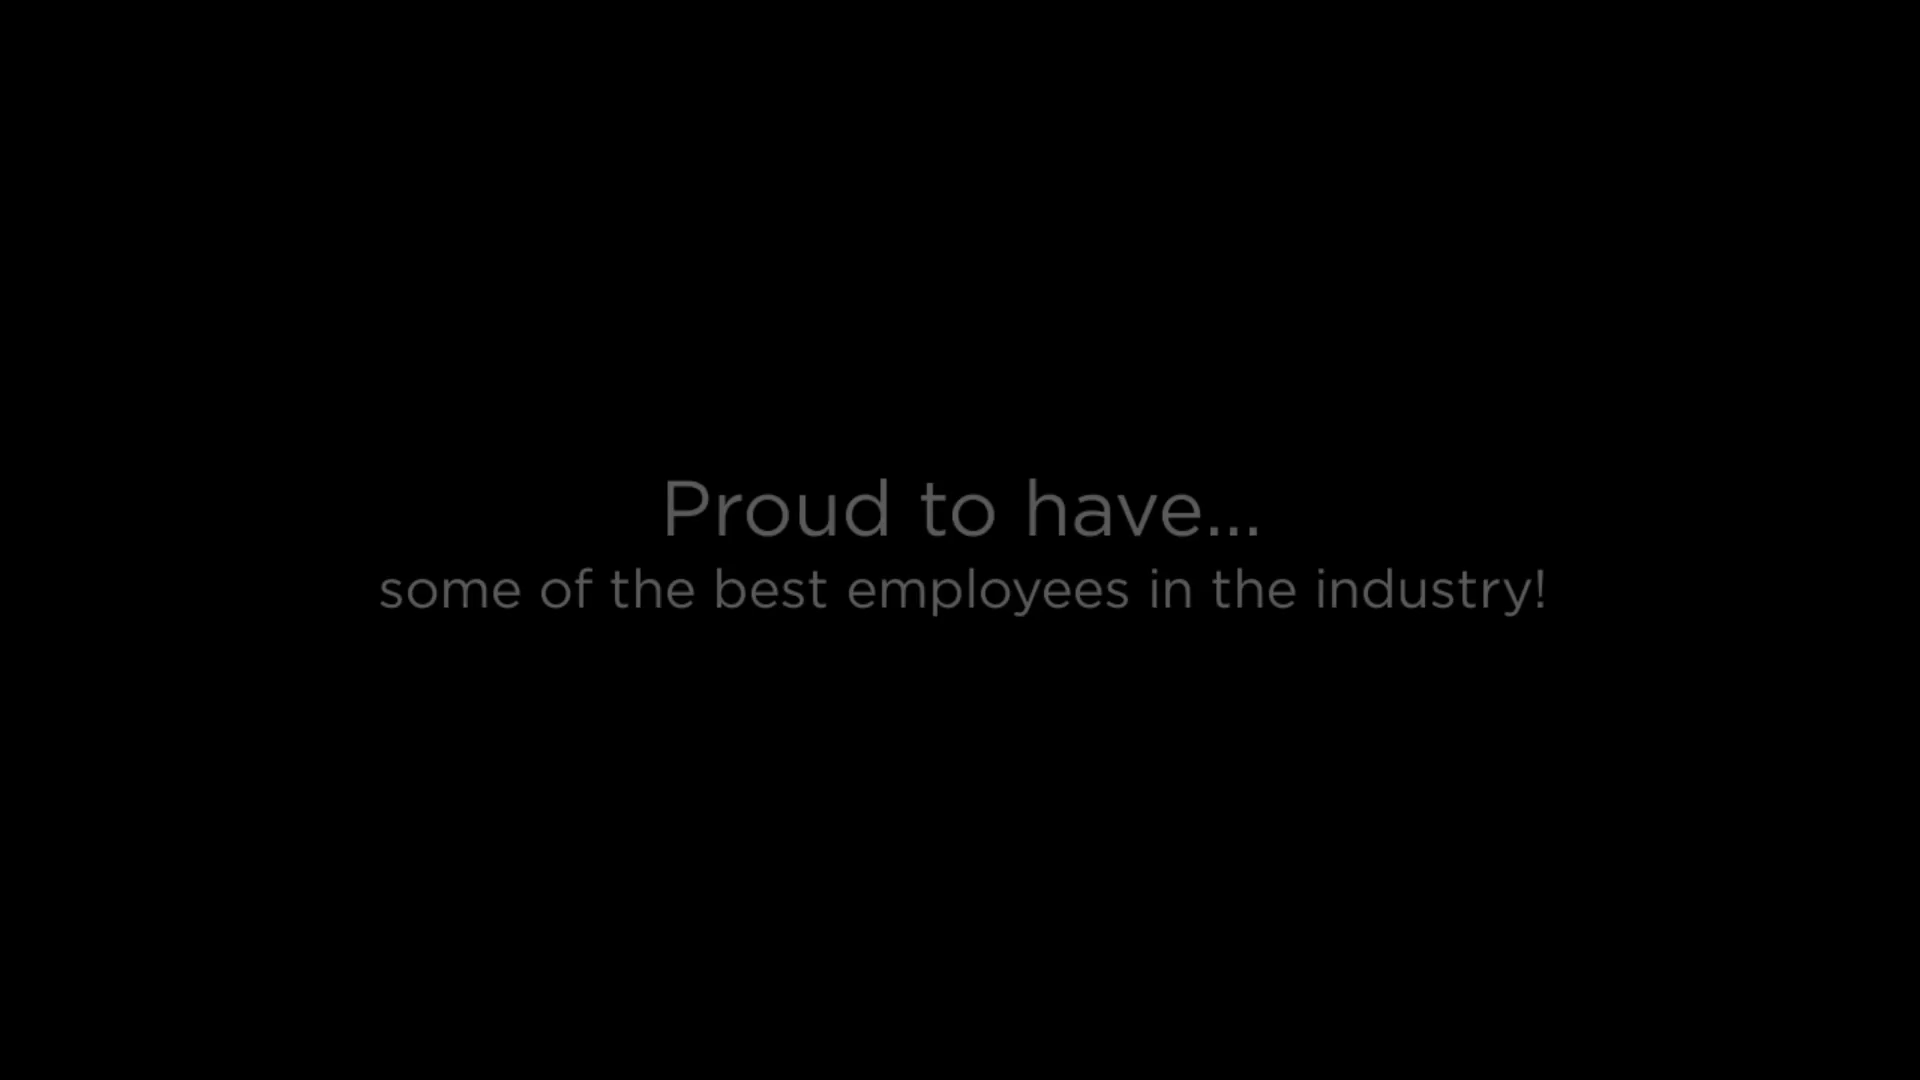 Proud to have...
some of the best employees in the industry!